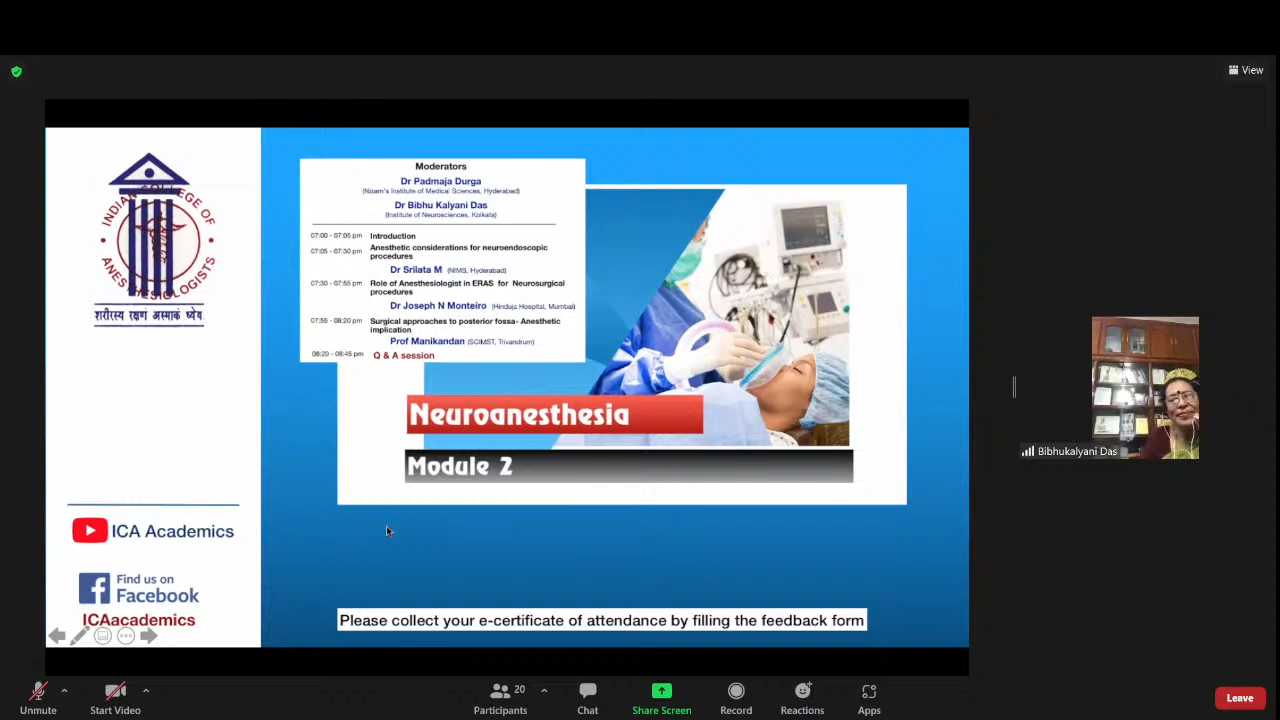 View
Moderators
Dr Padmaja Durga
(Nizam's Institute of Medical Sciences, Hyderabad)
Dr Bibhu Kalyani Das
(Institute of Neurosciences, Kolkata)
07:00 - 07:05 pm Introduction
07:05 - 07:30 pm Anesthetic considerations for neuroendoscopic
procedures
Dr Srilata M (NIMS, Hyderabad)
07:30 - 07:55 pm Role of Anesthesiologist in ERAS for Neurosurgical
procedures
Dr Joseph N Monteiro (Hinduja Hospital, Mumbai)
07:55 - 08:20 pm Surgical approaches to posterior fossa- Anesthetic
implication
Prof Manikandan (SCIMST, Trivandrum)
08:20 - 08:45 pm Q & A session
INDIAN COLLEGE OF
ANESTHESIOLOGISTS
शरीरस्य रक्षणं अस्माकं ध्येय
Neuroanesthesia
Module 2
Bibhukalyani Das
ICA Academics
Find us on
Facebook
ICAacademics
Please collect your e-certificate of attendance by filling the feedback form
Unmute
Start Video
20
Participants
Chat
Share Screen
Record
Reactions
Apps
Leave